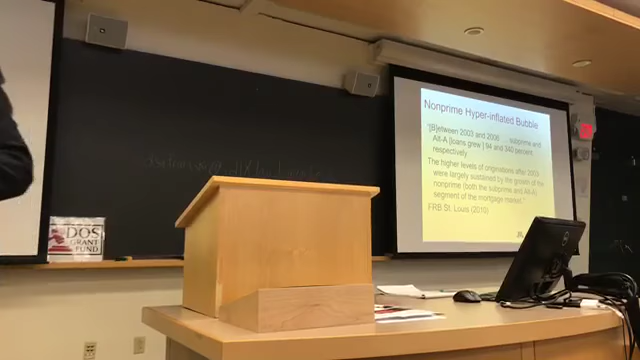 Nonprime Hyper-inflated Bubble
"[B]etween 2003 and 2006 ... subprime and
Alt-A [loans grew] 94 and 340 percent
respectively
The higher levels of originations after 2003
were largely sustained by the growth of the
nonprime (both the subprime and Alt-A)
segment of the mortgage market."
FRB St. Louis (2010)
DOS
GRANT
FUND